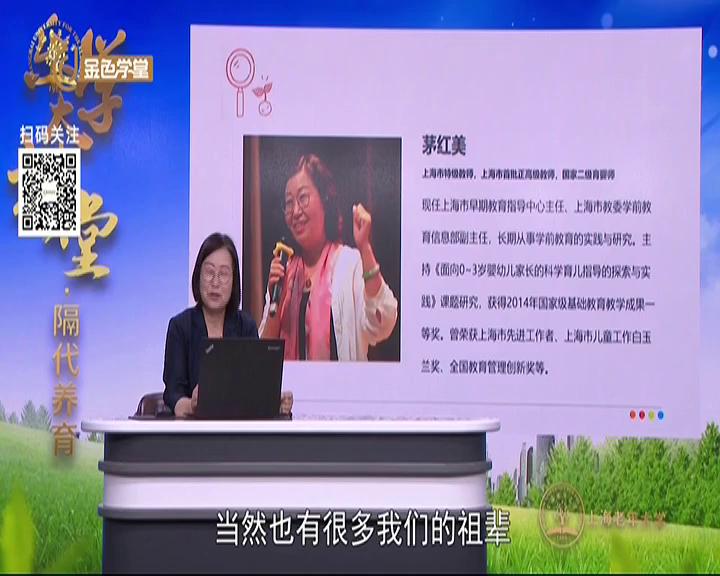 金色学堂
扫码关注
学
堂
·隔代养育
茅红美
上海市特级教师，上海市首批正高级教师，国家二级育婴师
现任上海市早期教育指导中心主任、上海市教委学前教
育信息部副主任，长期从事学前教育的实践与研究。主
持《面向0~3岁婴幼儿家长的科学育儿指导的探索与实
践》课题研究，获得2014年国家级基础教育教学成果一
等奖。曾荣获上海市先进工作者、上海市儿童工作白玉
兰奖、全国教育管理创新奖等。
当然也有很多我们的祖辈
上海老年大学